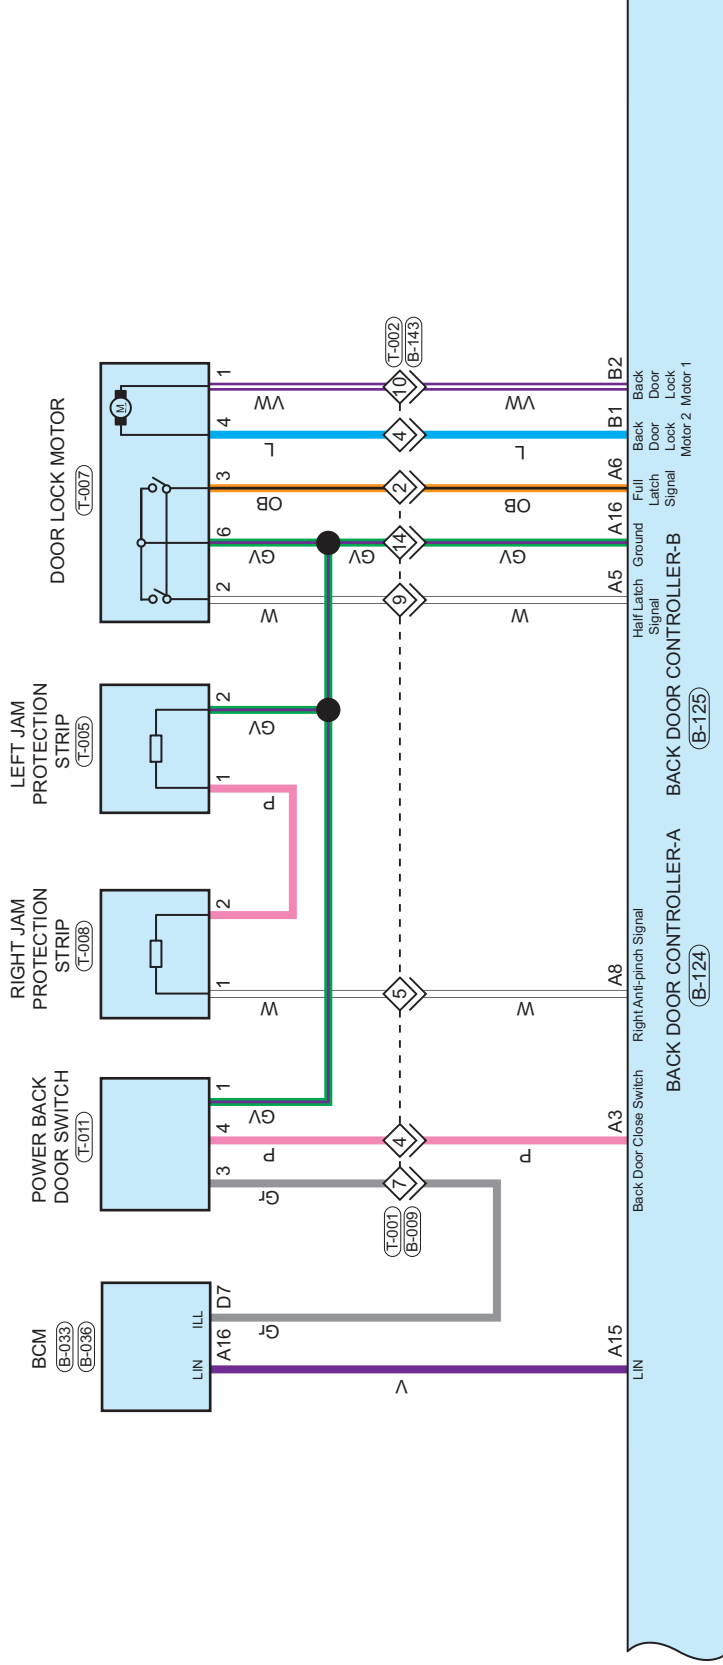 BCM
B-033
B-036
LIN
ILL
A16
D7
POWER BACK
DOOR SWITCH
T-011
3
4
1
RIGHT JAM
PROTECTION
STRIP
T-008
1
2
LEFT JAM
PROTECTION
STRIP
T-005
1
2
DOOR LOCK MOTOR
T-007
M
2
6
3
4
1
Gr
Gr
P
GV
W
P
GV
W
GV
OB
L
VW
GV
T-001
B-009
7
4
5
9
14
2
4
10
T-002
B-143
V
P
W
W
GV
OB
L
VW
A15
A3
A8
A5
A16
A6
B1
B2
LIN
Back Door Close Switch
Right Anti-pinch Signal
Half Latch
Signal
Ground
Full
Latch
Signal
Back
Door
Lock
Motor 2
Back
Door
Lock
Motor 1
BACK DOOR CONTROLLER-A
B-124
BACK DOOR CONTROLLER-B
B-125